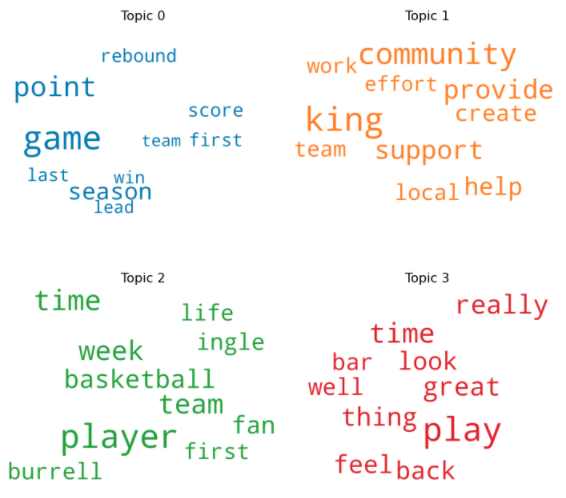 Topic 0
rebound
point
score
game
team first
last win
season
lead
Topic 1
community
work
effort provide
create
king
team support
local help
Topic 2
time
life
ingle
week
basketball
team
fan
player
first
burrell
Topic 3
really
time
bar look
well great
thing play
feel back